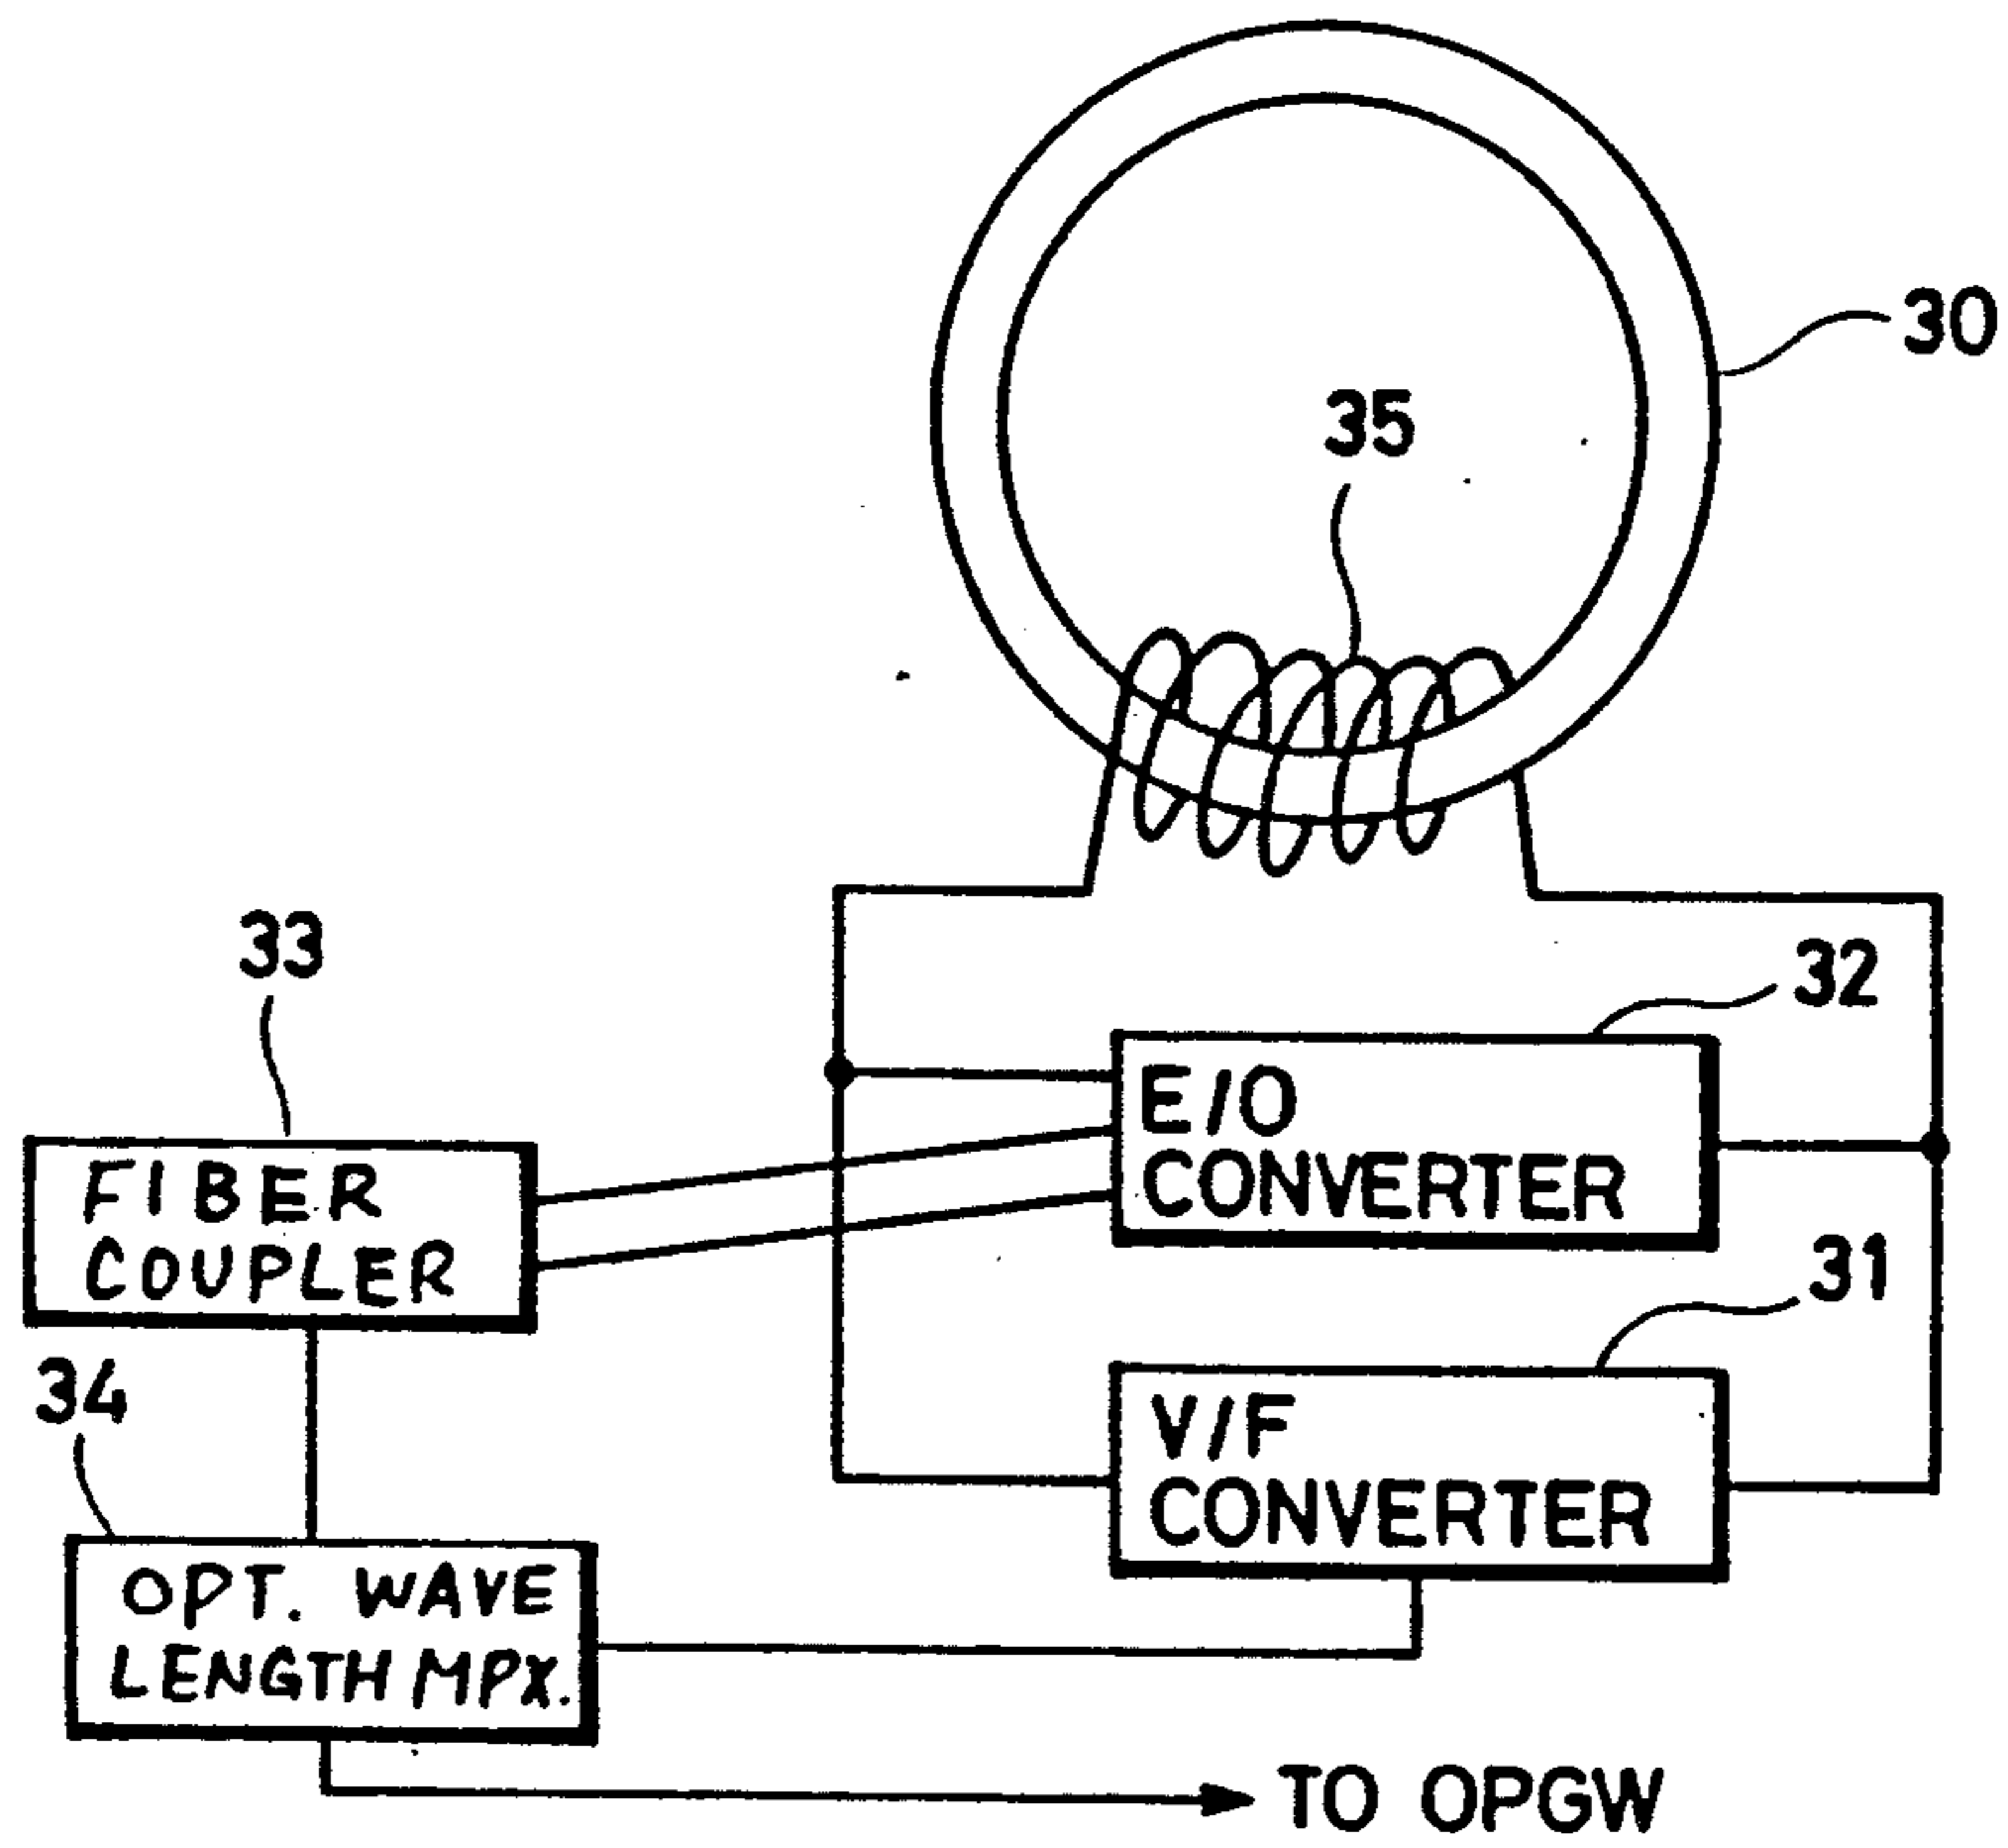 30
35
33
32
E/O
CONVERTER
FIBER
COUPLER
31
34
V/F
CONVERTER
OPT. WAVE
LENGTH MPX.
TO OPGW